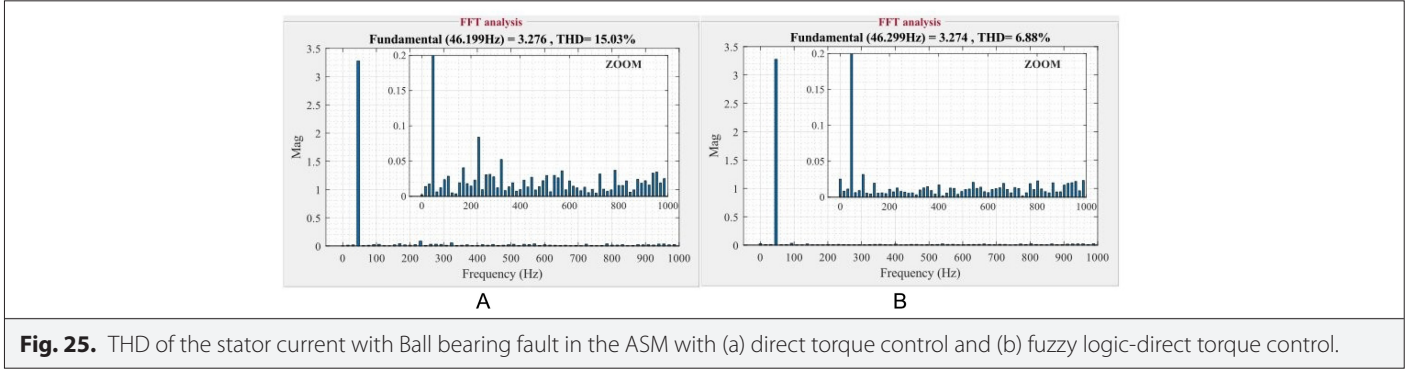 FFT analysis
Fundamental (46.199Hz) = 3.276 , THD= 15.03%
3.5
3
2.5
2
1.5
1
0.5
0
Mag
0.2
0.15
0.1
0.05
0
ZOOM
0 200 400 600 800 1000
0 100 200 300 400 500 600 700 800 900 1000
Frequency (Hz)
A
FFT analysis
Fundamental (46.299Hz) = 3.274 , THD= 6.88%
3.5
3
2.5
2
1.5
1
0.5
0
Mag
0.2
0.15
0.1
0.05
0
ZOOM
0 200 400 600 800 1000
0 100 200 300 400 500 600 700 800 900 1000
Frequency (Hz)
B
Fig. 25. THD of the stator current with Ball bearing fault in the ASM with (a) direct torque control and (b) fuzzy logic-direct torque control.